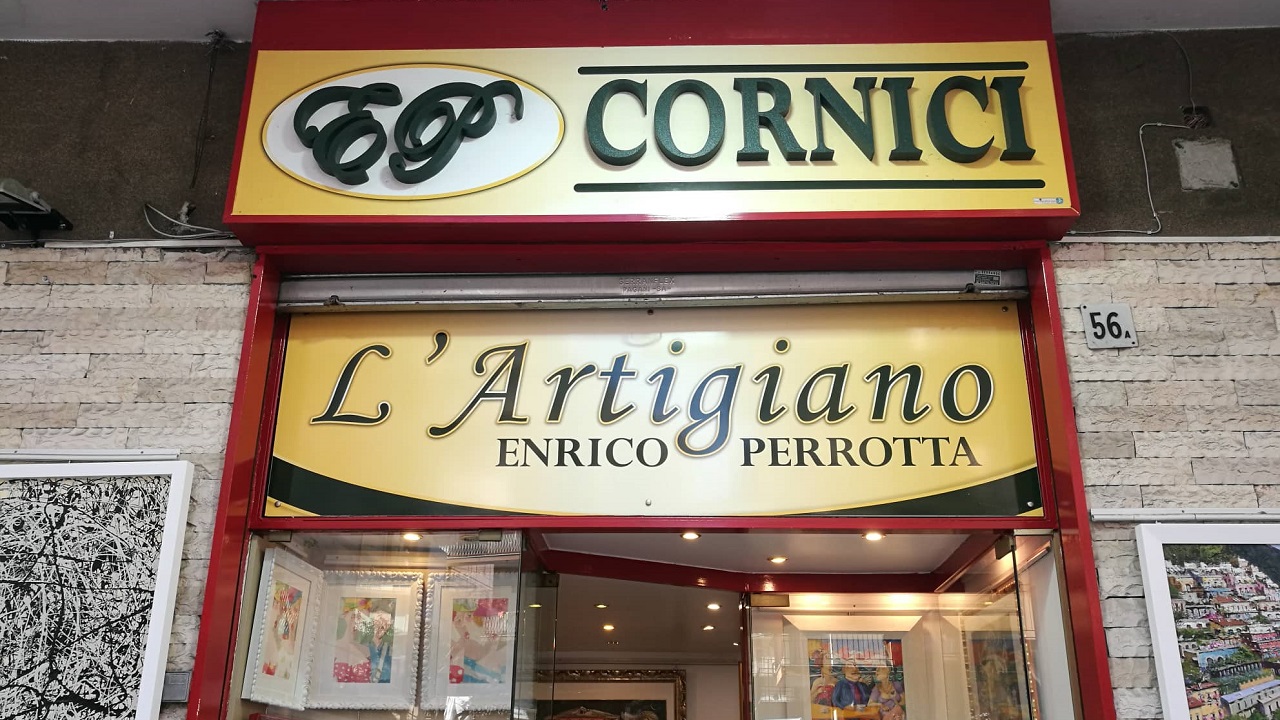 EP CORNICI
L'Artigiano
ENRICO PERROTTA
56A